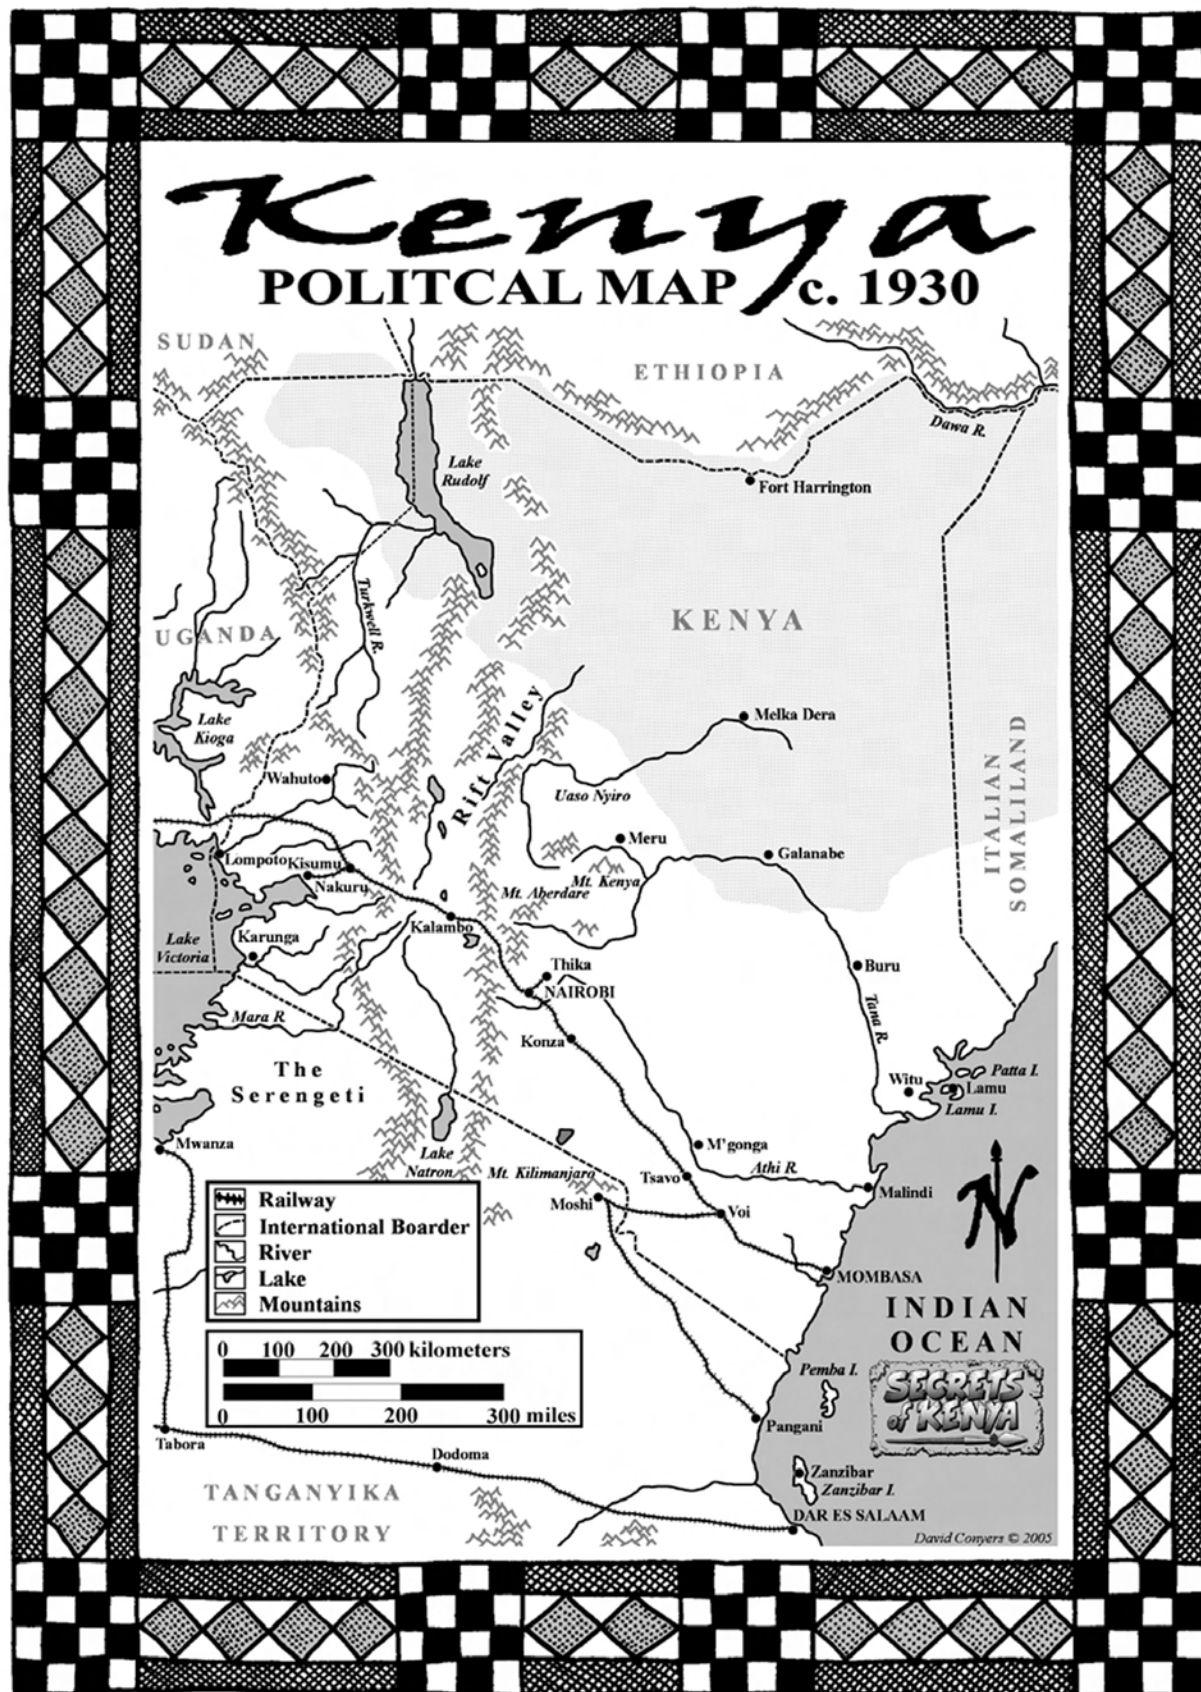 Kenya
POLITCAL MAP c. 1930
SUDAN
ETHIOPIA
Dawa R.
Lake
Rudolf
Fort Harrington
Turkwell R.
UGANDA
KENYA
Rift Valley
Lake
Kioga
Melka Dera
Wahuto
Uaso Nyiro
ITALIAN
SOMALILAND
Meru
Lompoto
Kisumu
Galanabe
Nakuru
Mt. Kenya
Mt. Aberdare
Kalambo
Lake
Victoria
Karunga
Thika
Buru
NAIROBI
Mara R.
Tana R.
Konza
The
Serengeti
Witu
Patta I.
Lamu
Lamu I.
Mwanza
Lake
Natron
M'gonga
Mt. Kilimanjaro
Athi R.
Tsavo
Malindi
Moshi
Voi
N
Railway
International Boarder
River
Lake
Mountains
MOMBASA
INDIAN
OCEAN
0 100 200 300 kilometers
0 100 200 300 miles
Pemba I.
SECRETS
of KENYA
Pangani
Tabora
Dodoma
Zanzibar
Zanzibar I.
TANGANYIKA
TERRITORY
DAR ES SALAAM
David Conyers © 2005